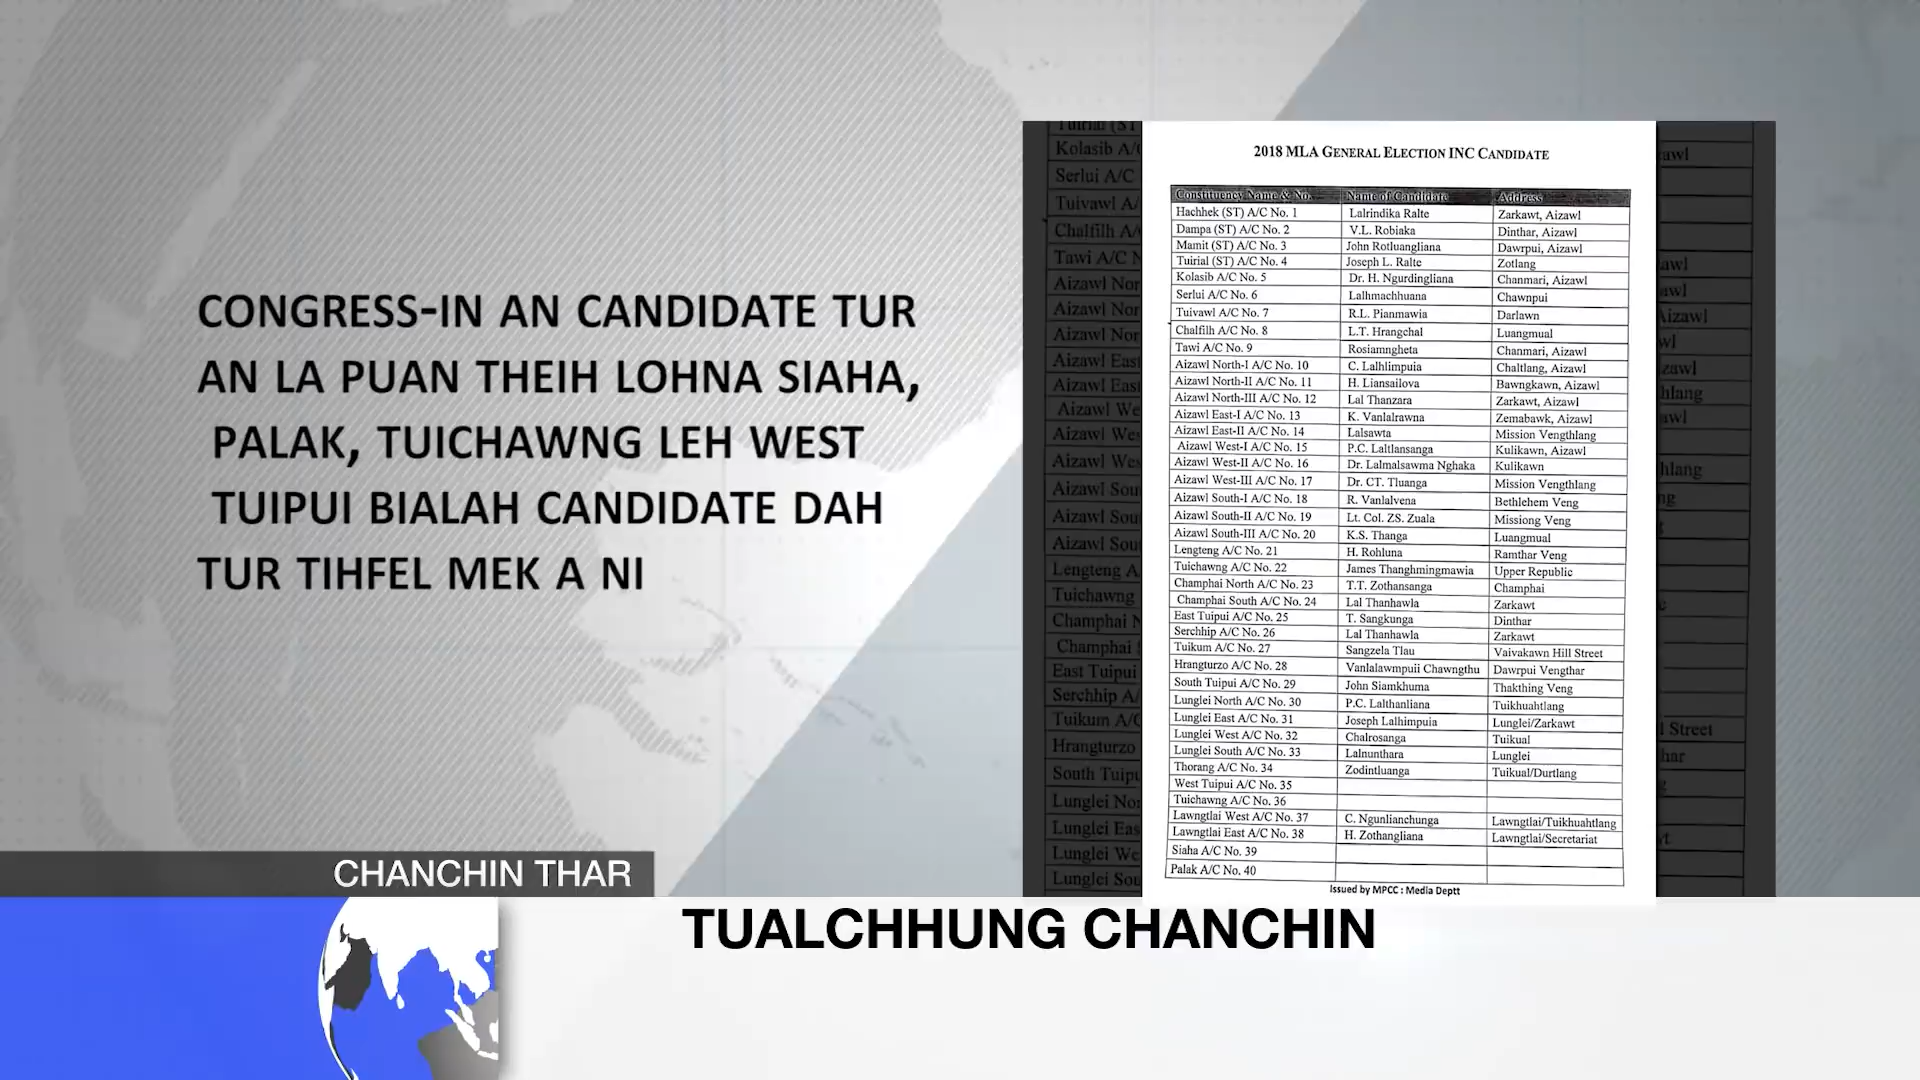 CONGRESS-IN AN CANDIDATE TUR
AN LA PUAN THEIH LOHNA SIAHA,
PALAK, TUICHAWNG LEH WEST
TUIPUI BIALAH CANDIDATE DAH
TUR TIHFEL MEK A NI
2018 MLA GENERAL ELECTION INC CANDIDATE
Constituency Name & No. Name of Candidate Address
Hachhek (ST) A/C No. 1 Lalrindika Ralte Zarkawt, Aizawl
Dampa (ST) A/C No. 2 V.L. Robiaka Dinthar, Aizawl
Mamit (ST) A/C No. 3 John Rotluangliana Dawrpui, Aizawl
Tuirial (ST) A/C No. 4 Joseph L. Ralte Zotlang
Kolasib A/C No. 5 Dr. H. Ngurdingliana Chanmari, Aizawl
Serlui A/C No. 6 Lalhmachhuana Chawnpui
Tuivawl A/C No. 7 R.L. Pianmawia Darlawn
Chalfilh A/C No. 8 L.T. Hrangchal Luangmual
Tawi A/C No. 9 Rosiamngheta Chanmari, Aizawl
Aizawl North-I A/C No. 10 C. Lalhlimpuia Chaltlang, Aizawl
Aizawl North-II A/C No. 11 H. Liansailova Bawngkawn, Aizawl
Aizawl North-III A/C No. 12 Lal Thanzara Zarkawt, Aizawl
Aizawl East-I A/C No. 13 K. Vanlalrawna Zemabawk, Aizawl
Aizawl East-II A/C No. 14 Lalsawta Mission Vengthlang
Aizawl West-I A/C No. 15 P.C. Laltlansanga Kulikawn, Aizawl
Aizawl West-II A/C No. 16 Dr. Lalmalsawma Nghaka Kulikawn
Aizawl West-III A/C No. 17 Dr. CT. Tluanga Mission Vengthlang
Aizawl South-I A/C No. 18 R. Vanlalvena Bethlehem Veng
Aizawl South-II A/C No. 19 Lt. Col. ZS. Zuala Missiong Veng
Aizawl South-III A/C No. 20 K.S. Thanga Luangmual
Lengteng A/C No. 21 H. Rohluna Ramthar Veng
Tuichawng A/C No. 22 James Thanghmingmawia Upper Republic
Champhai North A/C No. 23 T.T. Zothansanga Champhai
Champhai South A/C No. 24 Lal Thanhawla Zarkawt
East Tuipui A/C No. 25 T. Sangkunga Dinthar
Serchhip A/C No. 26 Lal Thanhawla Zarkawt
Tuikum A/C No. 27 Sangzela Tlau Vaivakawn Hill Street
Hrangturzo A/C No. 28 Vanlalawmpuii Chawngthu Dawrpui Vengthar
South Tuipui A/C No. 29 John Siamkhuma Thakthing Veng
Lunglei North A/C No. 30 P.C. Lalthanliana Tuikhuahtlang
Lunglei East A/C No. 31 Joseph Lalhimpuia Lunglei/Zarkawt
Lunglei West A/C No. 32 Chalrosanga Tuikual
Lunglei South A/C No. 33 Lalnunthara Lunglei
Thorang A/C No. 34 Zodintluanga Tuikual/Durtlang
West Tuipui A/C No. 35
Tuichawng A/C No. 36
Lawngtlai West A/C No. 37 C. Ngunlianchunga Lawngtlai/Tuikhuahtlang
Lawngtlai East A/C No. 38 H. Zothangliana Lawngtlai/Secretariat
Siaha A/C No. 39
Palak A/C No. 40
Issued by MPCC : Media Deptt
CHANCHIN THAR
TUALCHHUNG CHANCHIN